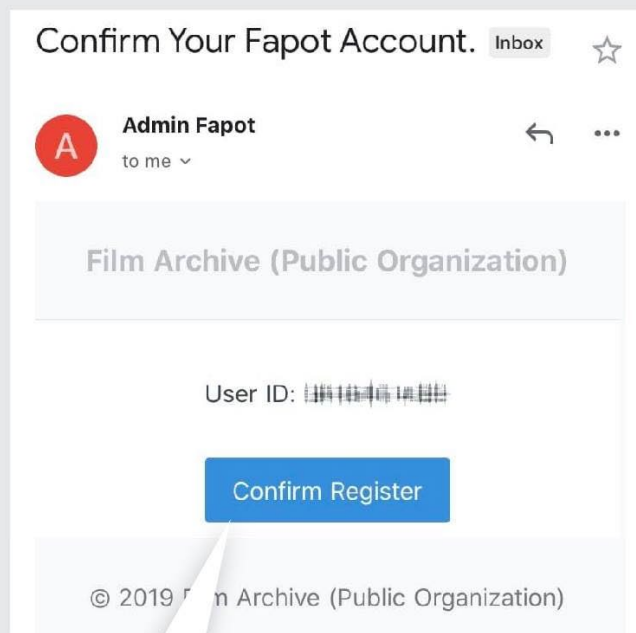 Confirm Your Fapot Account. Inbox
A
Admin Fapot
to me
Film Archive (Public Organization)
User ID:
Confirm Register
© 2019 Archive (Public Organization)